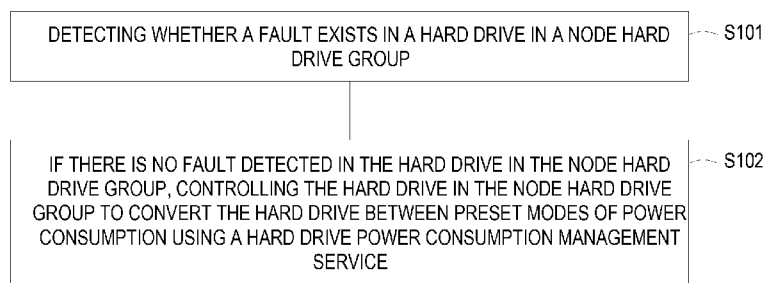 DETECTING WHETHER A FAULT EXISTS IN A HARD DRIVE IN A NODE HARD
DRIVE GROUP
S101
IF THERE IS NO FAULT DETECTED IN THE HARD DRIVE IN THE NODE HARD
DRIVE GROUP, CONTROLLING THE HARD DRIVE IN THE NODE HARD DRIVE
GROUP TO CONVERT THE HARD DRIVE BETWEEN PRESET MODES OF POWER
CONSUMPTION USING A HARD DRIVE POWER CONSUMPTION MANAGEMENT
SERVICE
S102